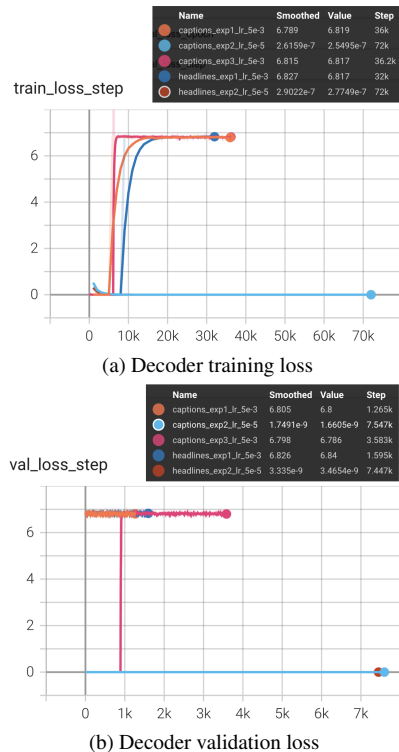 Name Smoothed Value Step
captions_exp1_lr_5e-3 6.789 6.819 36k
captions_exp2_lr_5e-5 2.6159e-7 2.5495e-7 72k
captions_exp3_lr_5e-3 6.815 6.817 36.2k
headlines_exp1_lr_5e-3 6.827 6.817 32k
headlines_exp2_lr_5e-5 2.9022e-7 2.7749e-7 72k
train_loss_step
6
4
2
0
0 10k 20k 30k 40k 50k 60k 70k
(a) Decoder training loss
Name Smoothed Value Step
captions_exp1_lr_5e-3 6.805 6.8 1.265k
captions_exp2_lr_5e-5 1.7491e-9 1.6605e-9 7.547k
captions_exp3_lr_5e-3 6.798 6.786 3.583k
headlines_exp1_lr_5e-3 6.826 6.84 1.595k
headlines_exp2_lr_5e-5 3.335e-9 3.4654e-9 7.447k
val_loss_step
6
4
2
0
0 1k 2k 3k 4k 5k 6k 7k
(b) Decoder validation loss